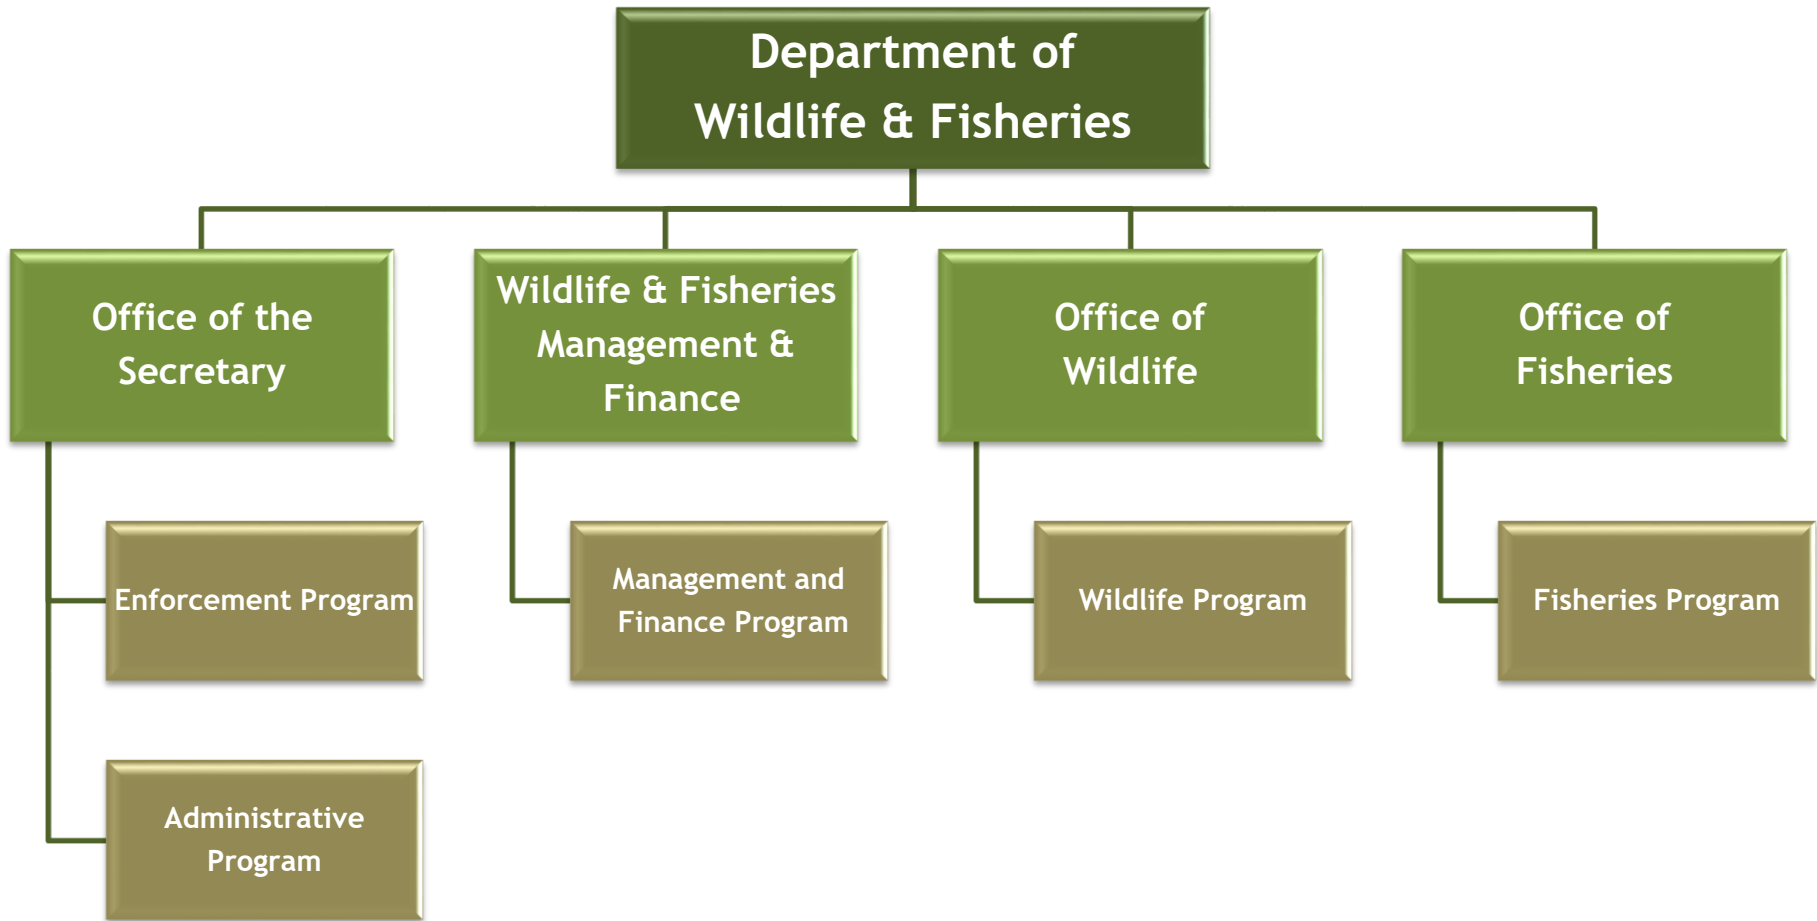 Department of
Wildlife & Fisheries
Office of the
Secretary
Wildlife & Fisheries
Management &
Finance
Office of
Wildlife
Office of
Fisheries
Enforcement Program
Management and
Finance Program
Wildlife Program
Fisheries Program
Administrative
Program